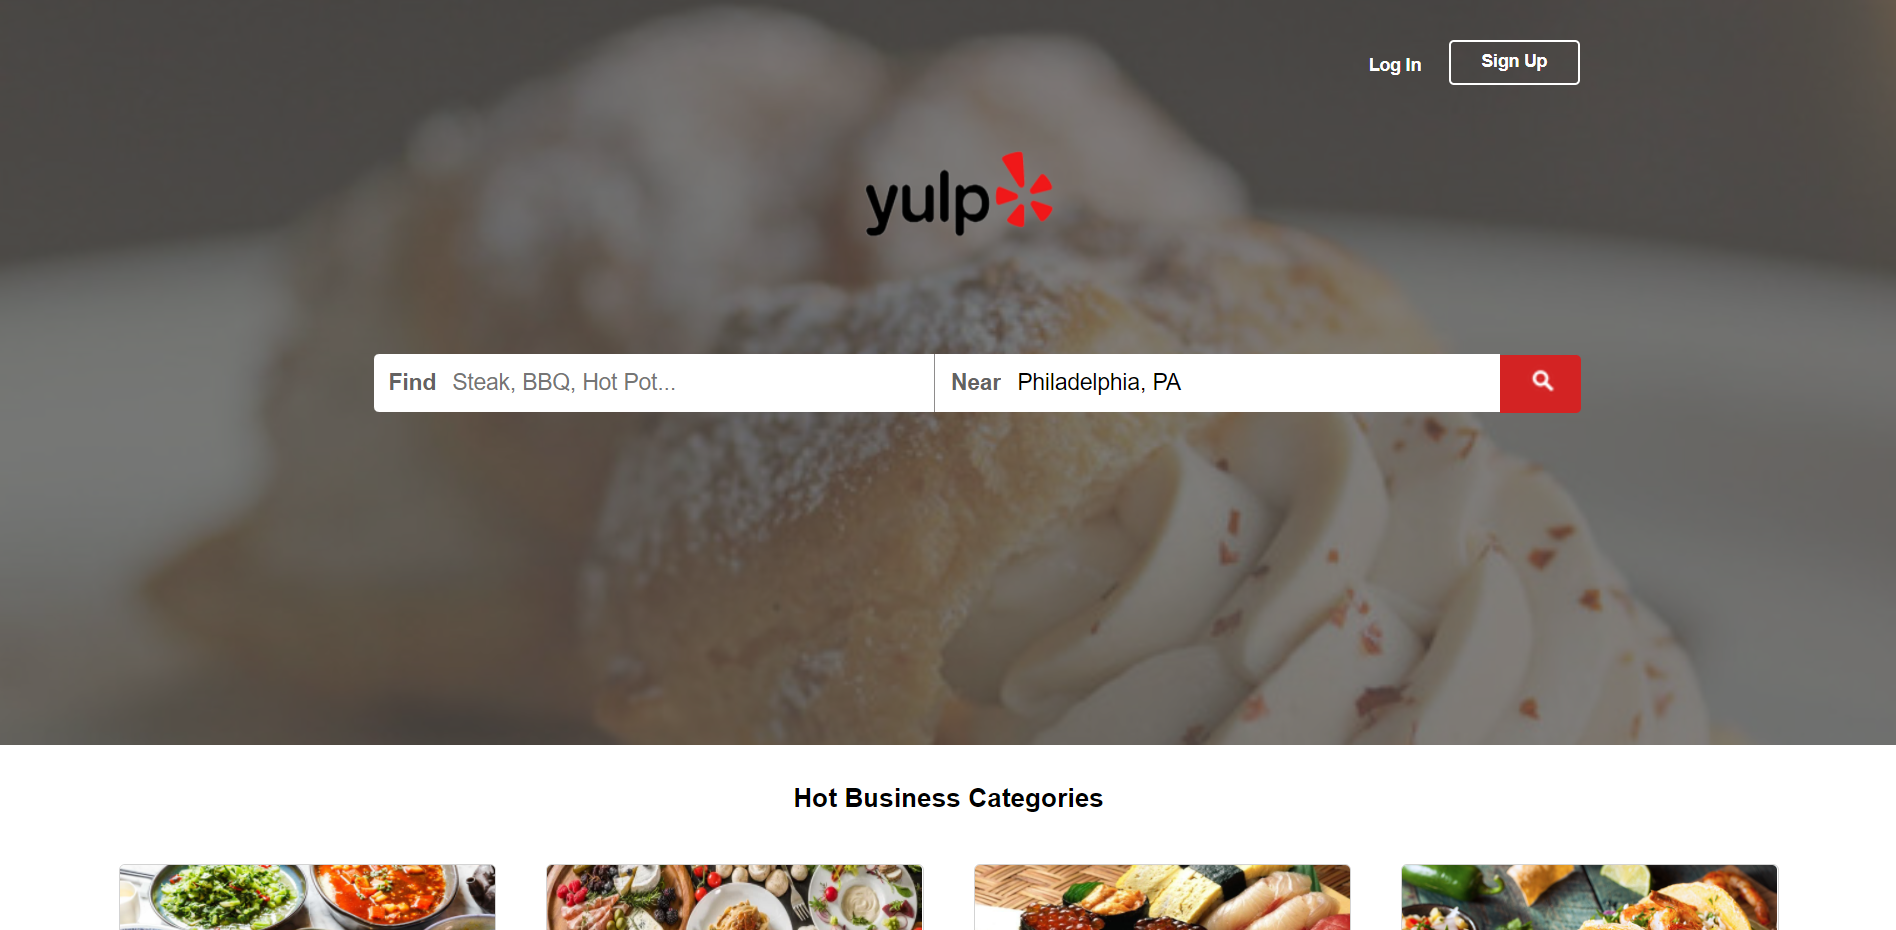 Log In
Sign Up
yulp
Find Steak, BBQ, Hot Pot...
Near Philadelphia, PA
Hot Business Categories